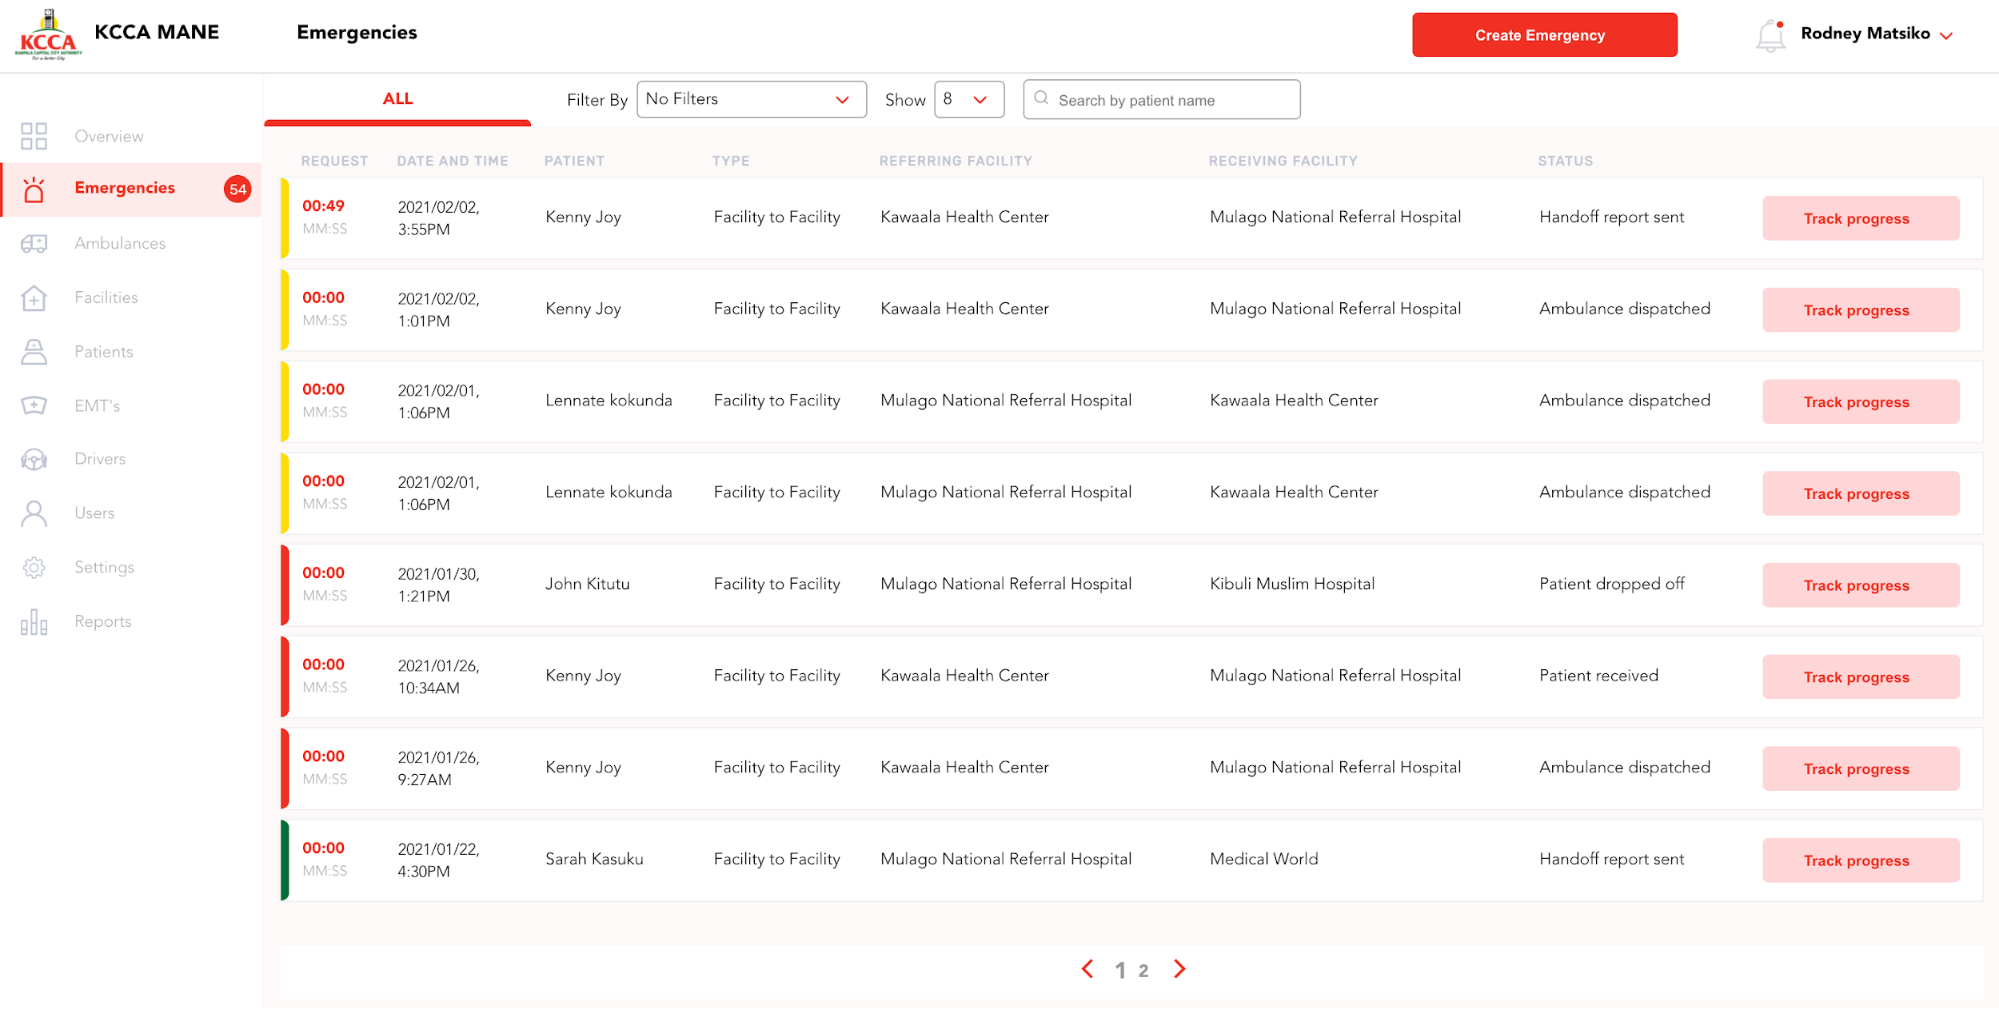 KCCA
KAMPALA CAPITAL CITY AUTHORITY
For a better City
KCCA MANE
Emergencies
Create Emergency
Rodney Matsiko
Overview
Emergencies 54
Ambulances
Facilities
Patients
EMT's
Drivers
Users
Settings
Reports
ALL
Filter By No Filters Show 8 Search by patient name
REQUEST DATE AND TIME PATIENT TYPE REFERRING FACILITY RECEIVING FACILITY STATUS
00:49 MM:SS 2021/02/02, 3:55PM Kenny Joy Facility to Facility Kawaala Health Center Mulago National Referral Hospital Handoff report sent Track progress
00:00 MM:SS 2021/02/02, 1:01PM Kenny Joy Facility to Facility Kawaala Health Center Mulago National Referral Hospital Ambulance dispatched Track progress
00:00 MM:SS 2021/02/01, 1:06PM Lennate kokunda Facility to Facility Mulago National Referral Hospital Kawaala Health Center Ambulance dispatched Track progress
00:00 MM:SS 2021/02/01, 1:06PM Lennate kokunda Facility to Facility Mulago National Referral Hospital Kawaala Health Center Ambulance dispatched Track progress
00:00 MM:SS 2021/01/30, 1:21PM John Kitutu Facility to Facility Mulago National Referral Hospital Kibuli Muslim Hospital Patient dropped off Track progress
00:00 MM:SS 2021/01/26, 10:34AM Kenny Joy Facility to Facility Kawaala Health Center Mulago National Referral Hospital Patient received Track progress
00:00 MM:SS 2021/01/26, 9:27AM Kenny Joy Facility to Facility Kawaala Health Center Mulago National Referral Hospital Ambulance dispatched Track progress
00:00 MM:SS 2021/01/22, 4:30PM Sarah Kasuku Facility to Facility Mulago National Referral Hospital Medical World Handoff report sent Track progress
1 2